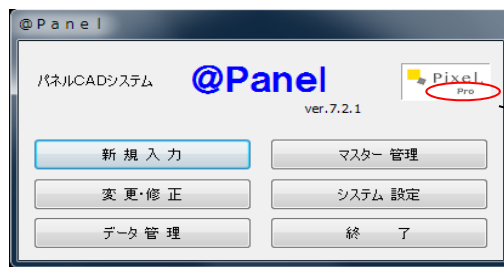 @Panel
パネルCADシステム
@Panel
Pixel.
Pro
ver.7.2.1
新 規 入 力
マスター 管理
変 更・修 正
システム 設定
データ 管 理
終 了